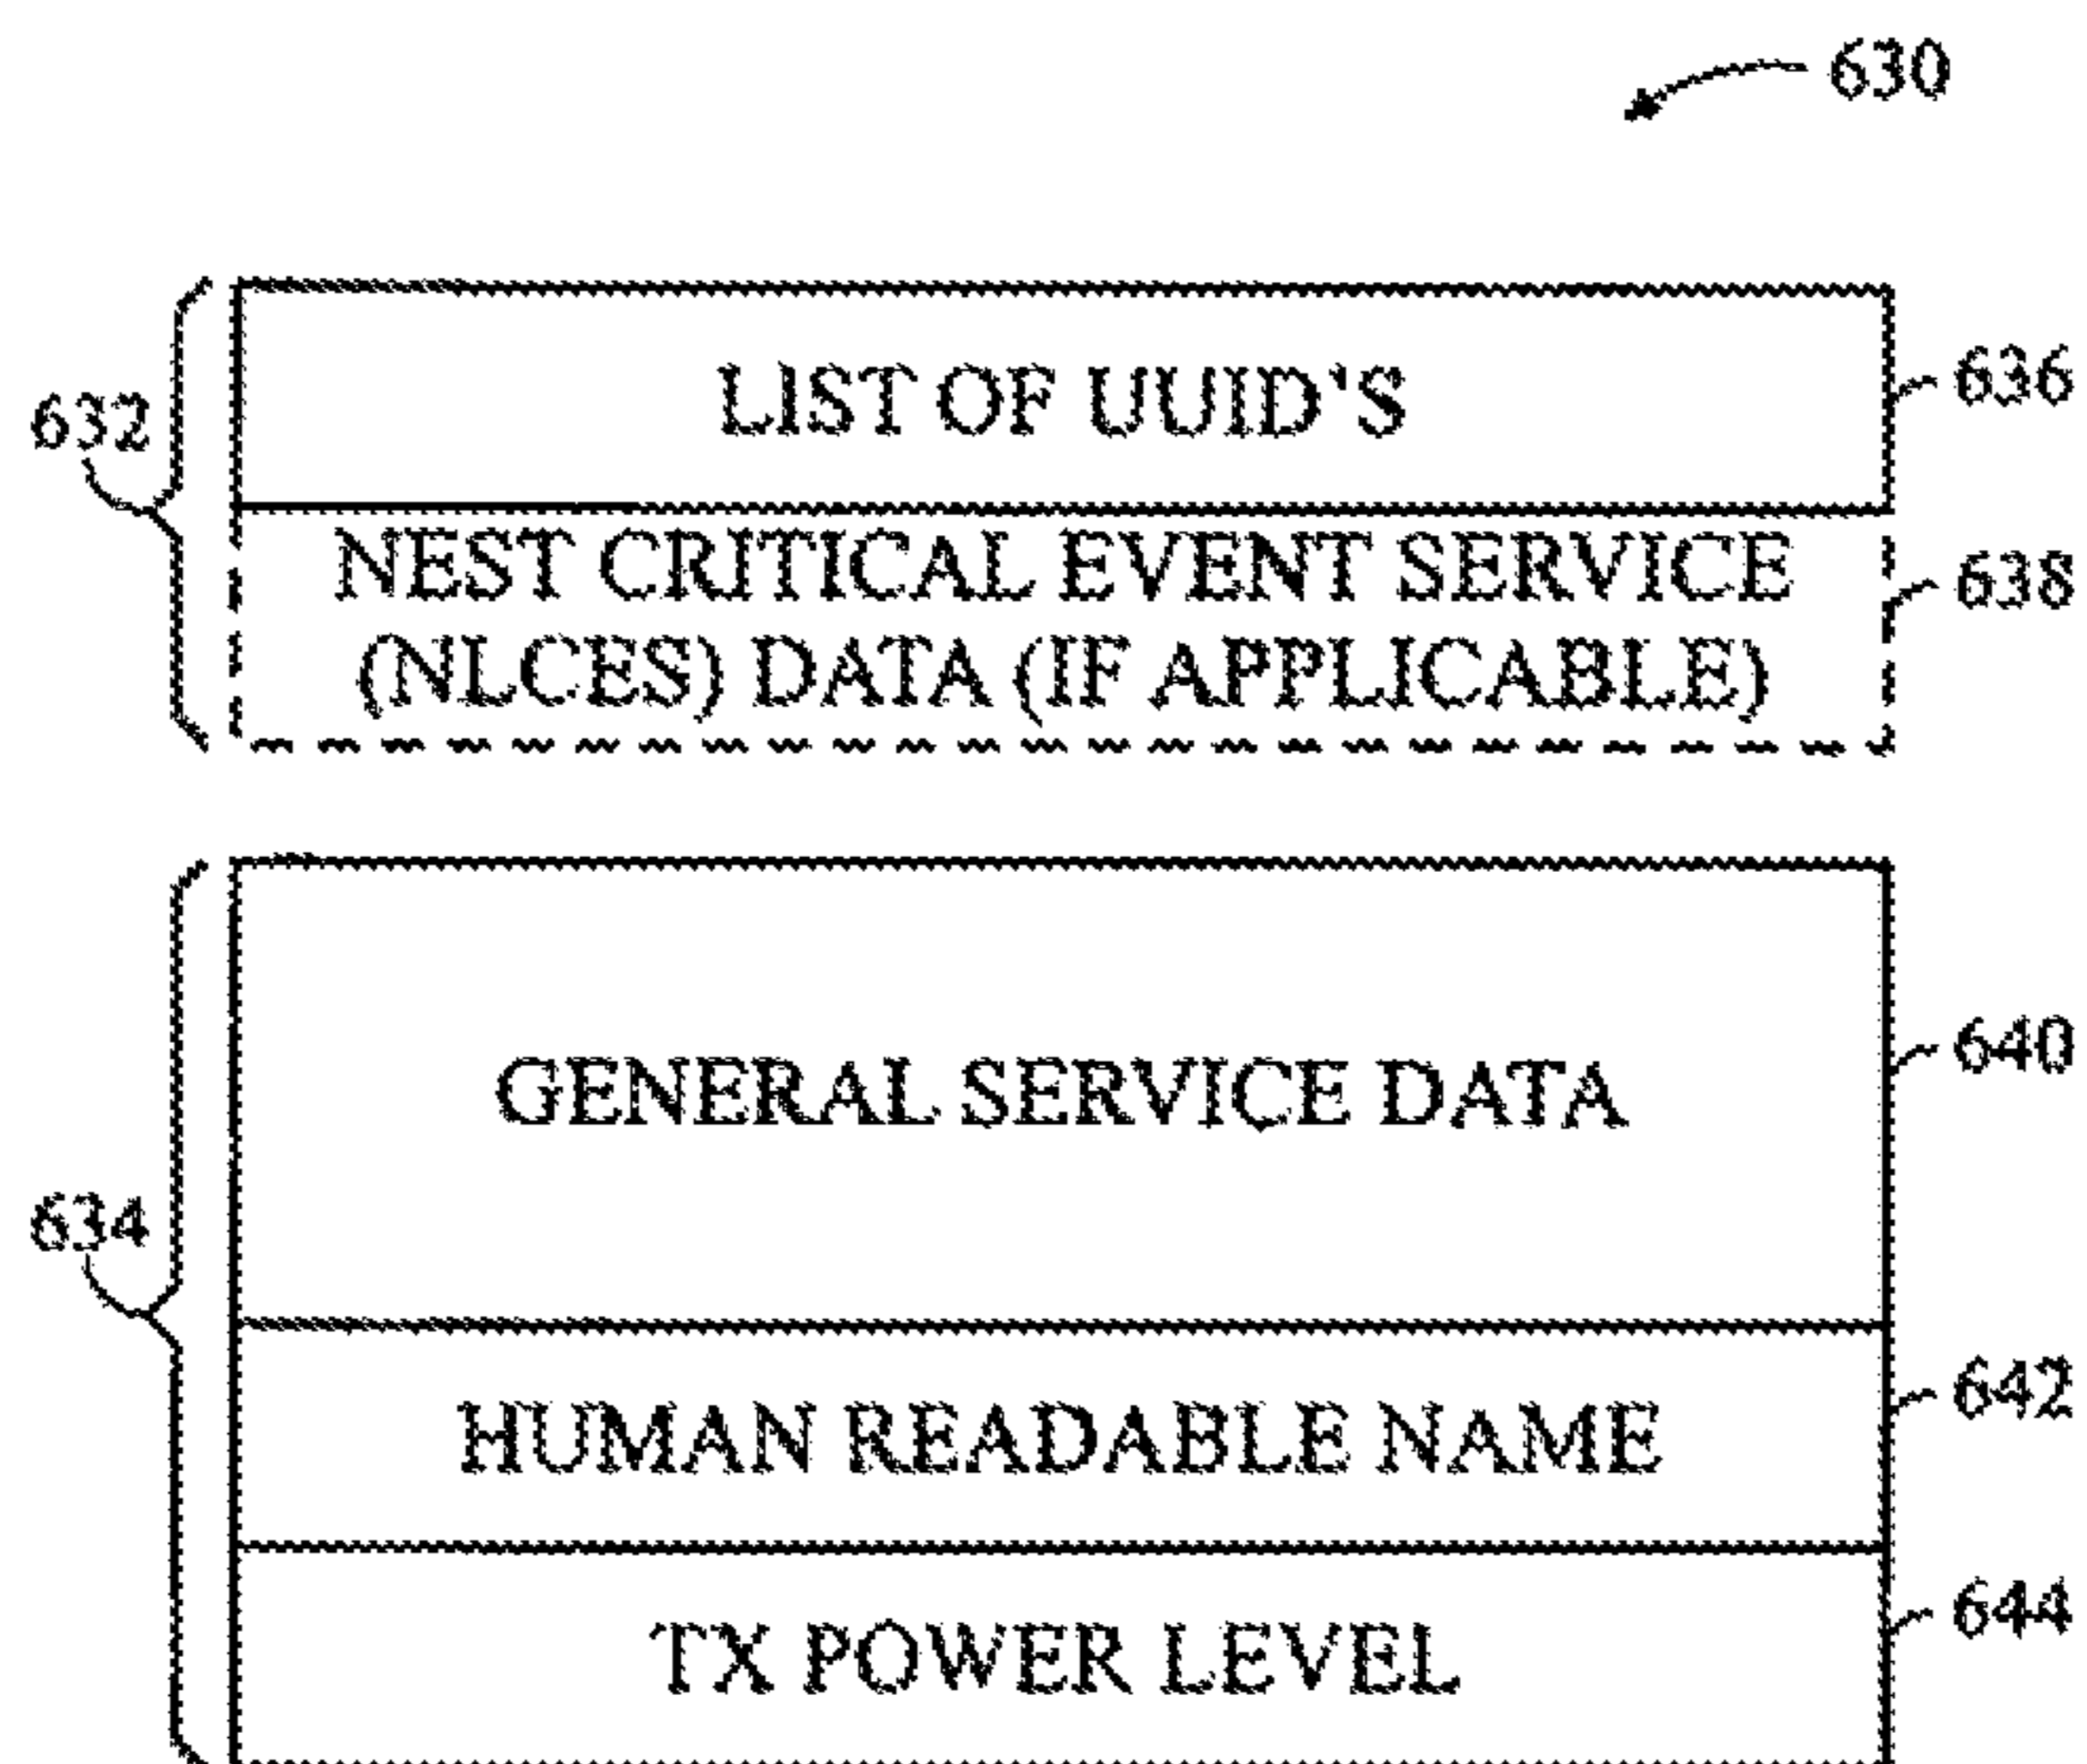 630
LIST OF UUID'S
636
632
NEST CRITICAL EVENT SERVICE
(NLCES) DATA (IF APPLICABLE)
638
GENERAL SERVICE DATA
640
634
HUMAN READABLE NAME
642
TX POWER LEVEL
644